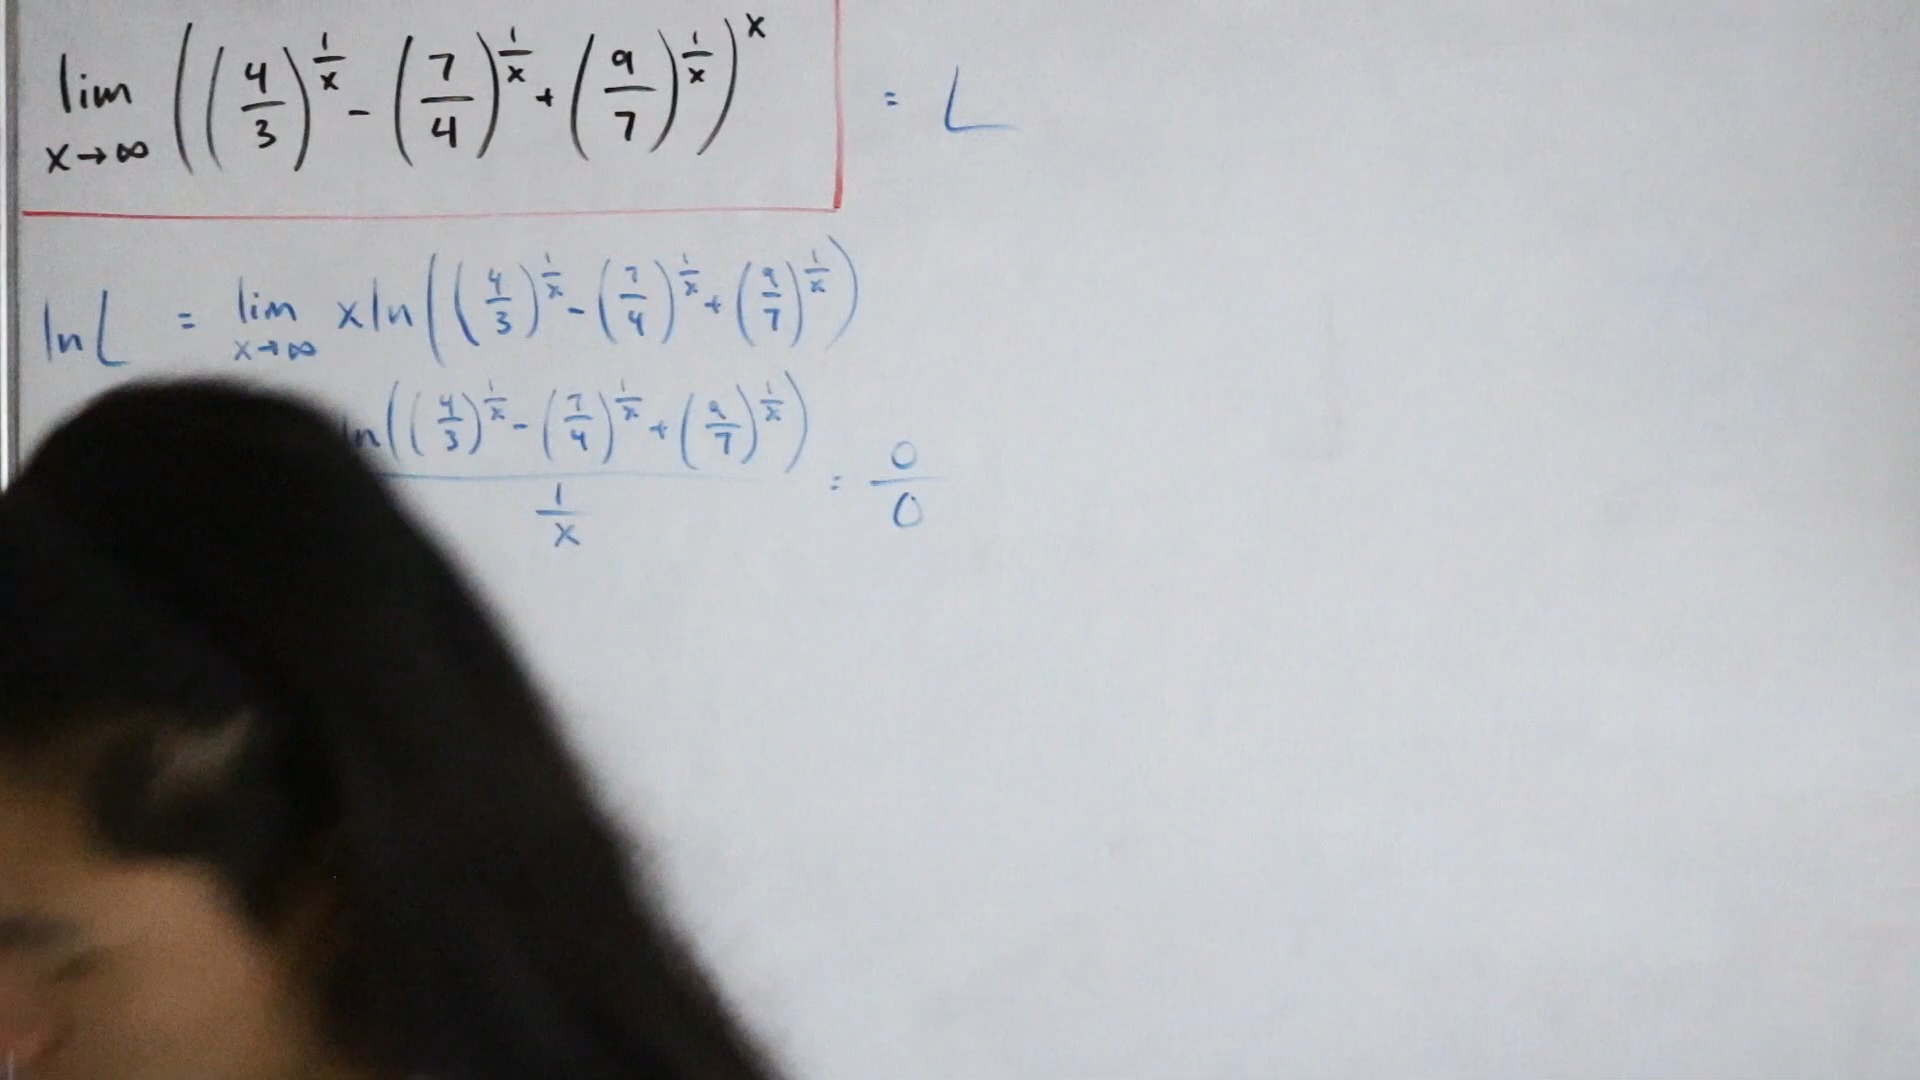 lim x→∞ ((4/3)^(1/x) - (7/4)^(1/x) + (9/7)^(1/x))^x = L
ln L = lim x→∞ x ln((4/3)^(1/x) - (7/4)^(1/x) + (9/7)^(1/x))
ln((4/3)^(1/x) - (7/4)^(1/x) + (9/7)^(1/x)) / (1/x) = 0/0